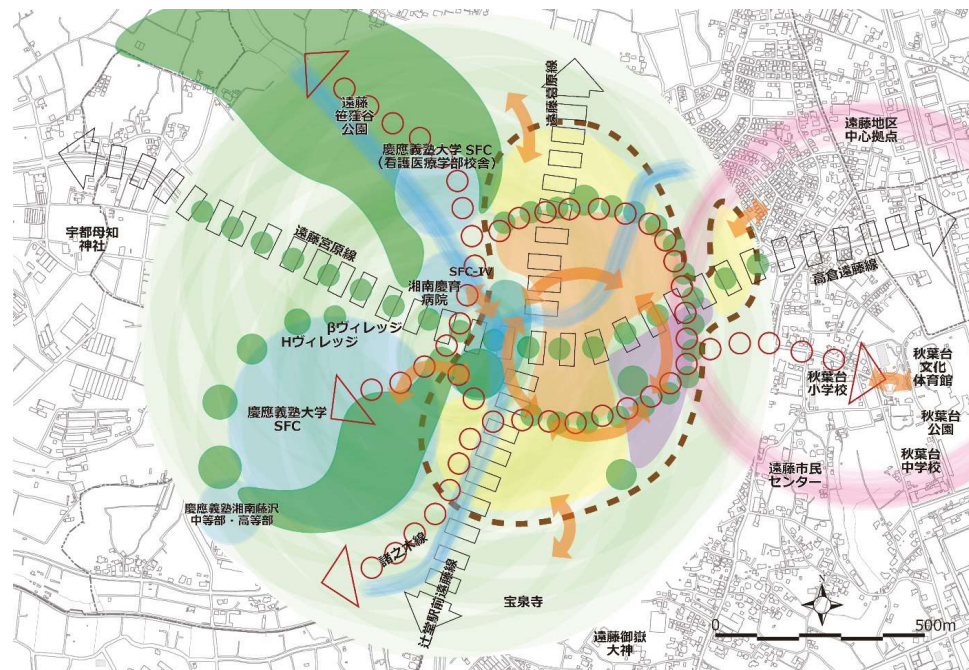 遠藤
笹窪谷
公園
慶應義塾大学 SFC
（看護医療学部校舎）
遠藤葛原線
遠藤地区
中心拠点
宇都母知
神社
遠藤宮原線
SFC-IV
湘南慶育
病院
高倉遠藤線
βヴィレッジ
Hヴィレッジ
慶應義塾大学
SFC
秋葉台
小学校
秋葉台
文化
体育館
秋葉台
公園
秋葉台
中学校
遠藤市民
センター
慶應義塾湘南藤沢
中等部・高等部
諸之木線
辻堂駅前遠藤線
宝泉寺
遠藤御嶽
大神
N
0
500m